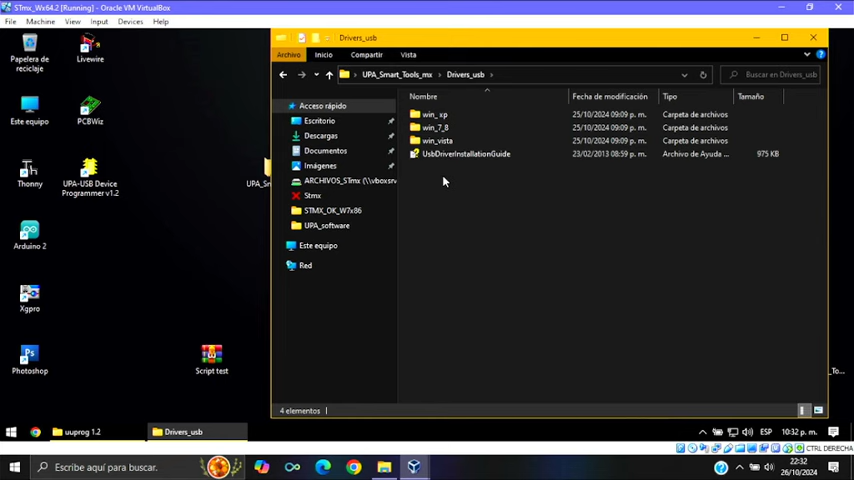 STmx_Wx64.2 [Running] - Oracle VM VirtualBox
File Machine View Input Devices Help
Drivers_usb
Archivo Inicio Compartir Vista
UPA_Smart_Tools_mx > Drivers_usb >
Buscar en Drivers_usb
Nombre Fecha de modificación Tipo Tamaño
win_ xp 25/10/2024 09:09 p. m. Carpeta de archivos
win_7_8 25/10/2024 09:09 p. m. Carpeta de archivos
win_vista 25/10/2024 09:09 p. m. Carpeta de archivos
UsbDriverInstallationGuide 23/02/2013 08:59 p. m. Archivo de Ayuda ... 975 KB
Acceso rápido
Escritorio
Descargas
Documentos
Imágenes
ARCHIVOS_STmx (\\vboxsrv
Stmx
STMX_OK_W7x86
UPA_software
Este equipo
Red
4 elementos
Papelera de
reciclaje
Livewire
Este equipo
PCBWiz
Thonny
UPA-USB Device
Programmer v1.2
UPA_S
Arduino 2
Xgpro
Photoshop
Script test
_To...
uuprog 1.2
Drivers_usb
ESP
10:32 p. m.
CTRL DERECHA
Escribe aquí para buscar.
22:32
26/10/2024